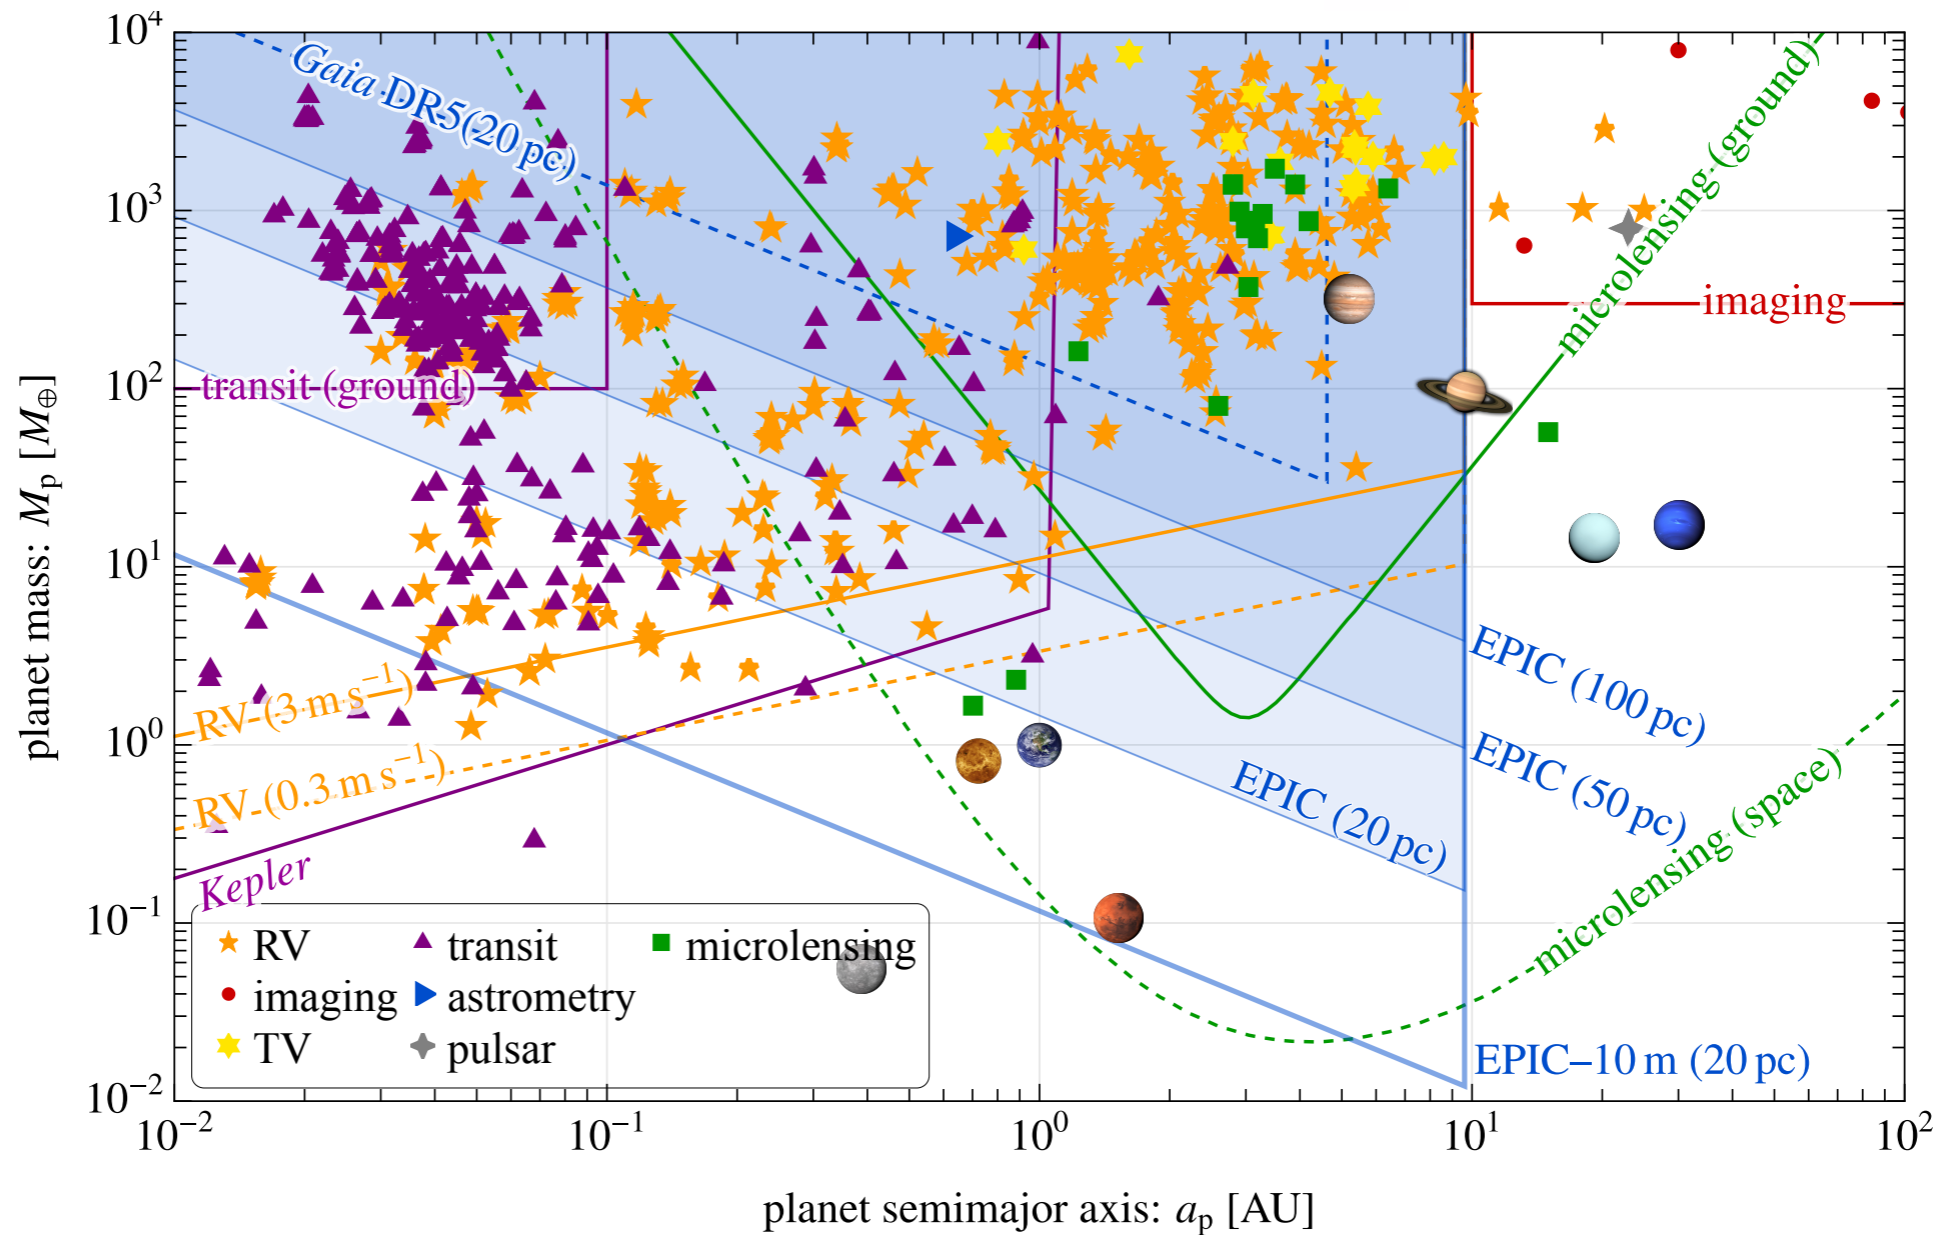 10⁴
10³
10²
10¹
10⁰
10⁻¹
10⁻²
planet mass: Mₚ [M⊕]
Gaia DR5(20 pc)
transit (ground)
RV (3 m s⁻¹)
RV (0.3 m s⁻¹)
Kepler
microlensing (ground)
imaging
EPIC (100 pc)
EPIC (50 pc)
EPIC (20 pc)
microlensing (space)
EPIC–10 m (20 pc)
RV transit microlensing
imaging astrometry
TV pulsar
10⁻² 10⁻¹ 10⁰ 10¹ 10²
planet semimajor axis: aₚ [AU]